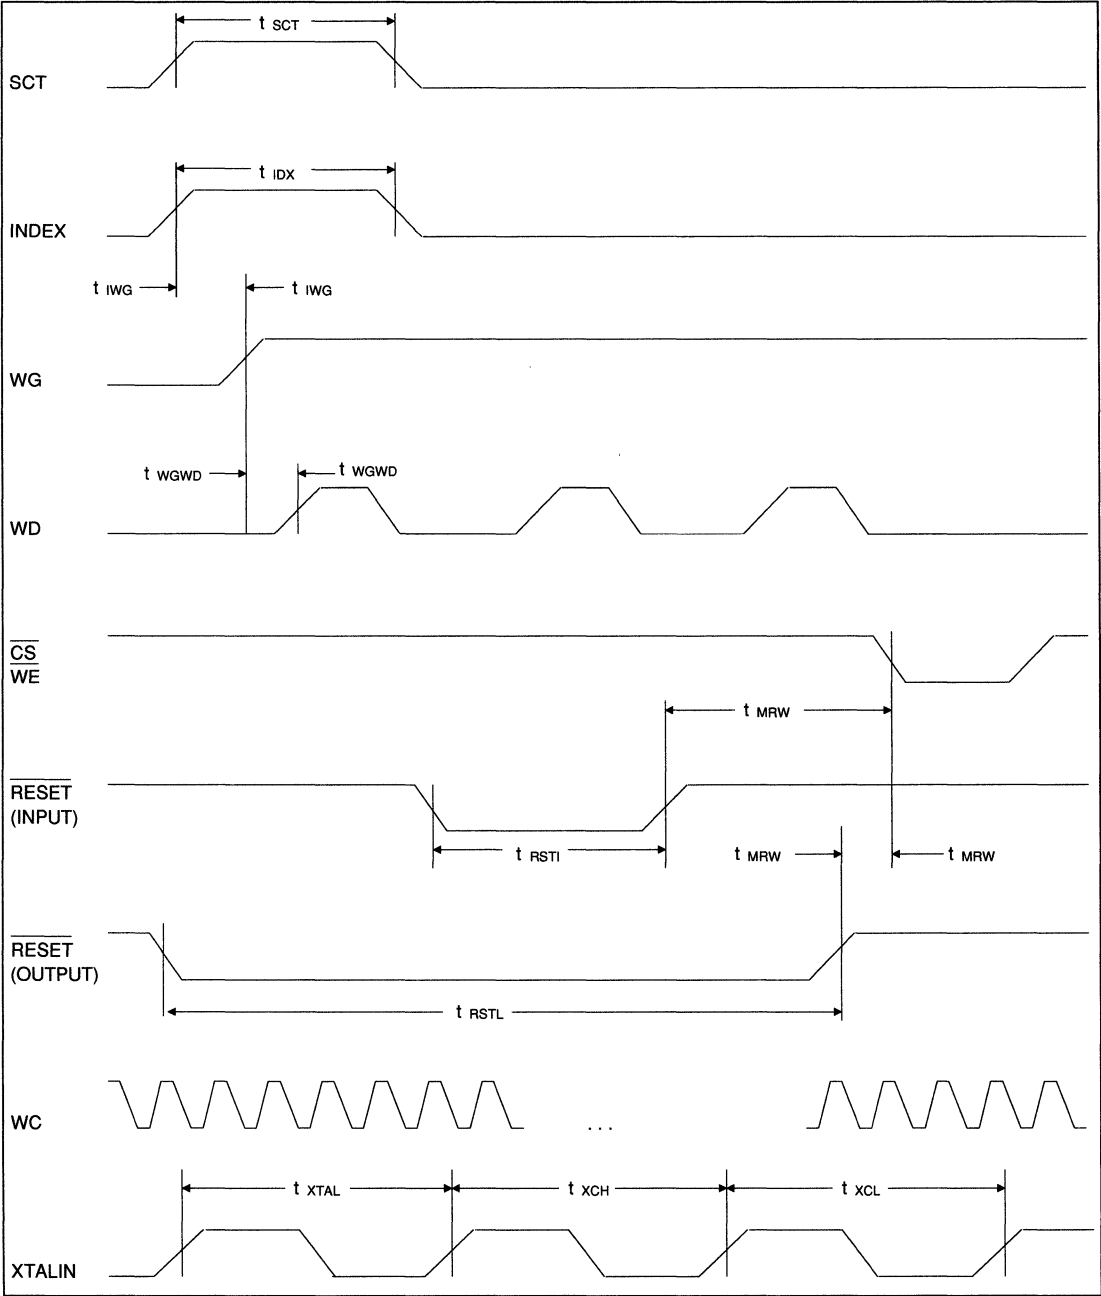 t SCT
SCT
t IDX
INDEX
t IWG t IWG
WG
t WGWD t WGWD
WD
CS
WE
t MRW
RESET
(INPUT)
t RSTI t MRW t MRW
RESET
(OUTPUT)
t RSTL
WC
...
t XTAL t XCH t XCL
XTALIN